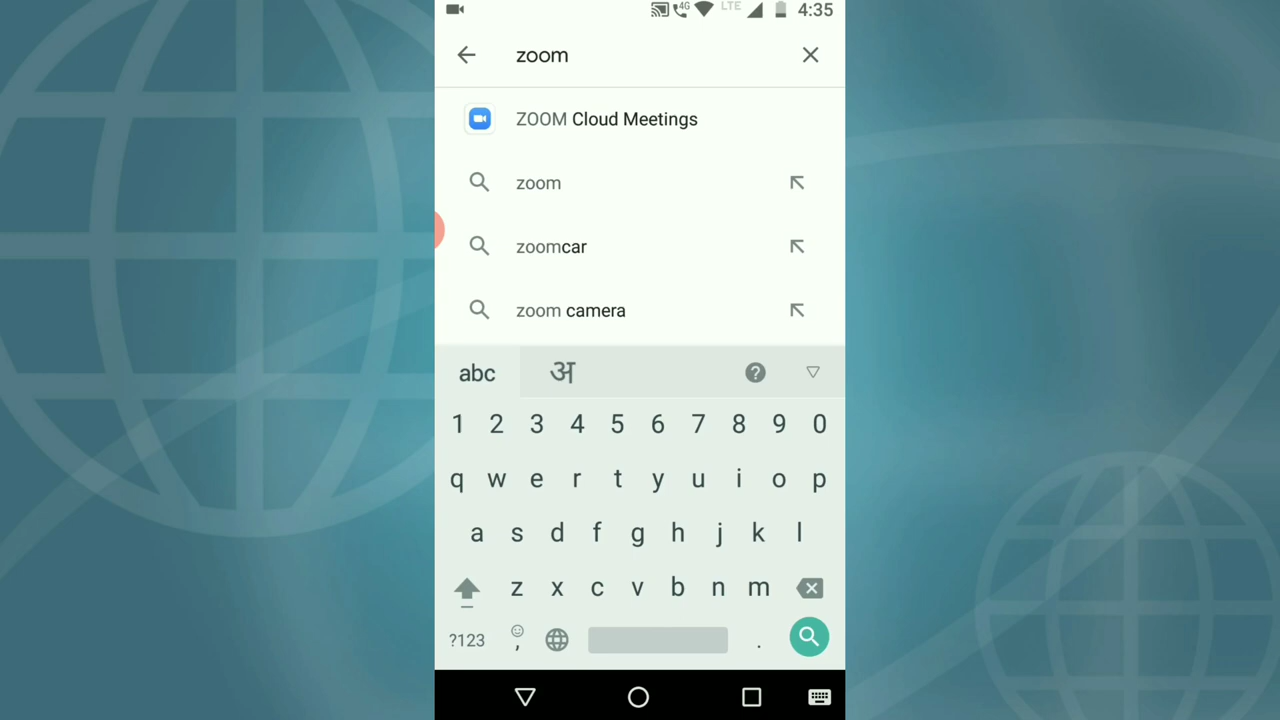 4G LTE 4:35
zoom
ZOOM Cloud Meetings
zoom
zoomcar
zoom camera
abc अ ?
1 2 3 4 5 6 7 8 9 0
q w e r t y u i o p
a s d f g h j k l
z x c v b n m
?123 , .